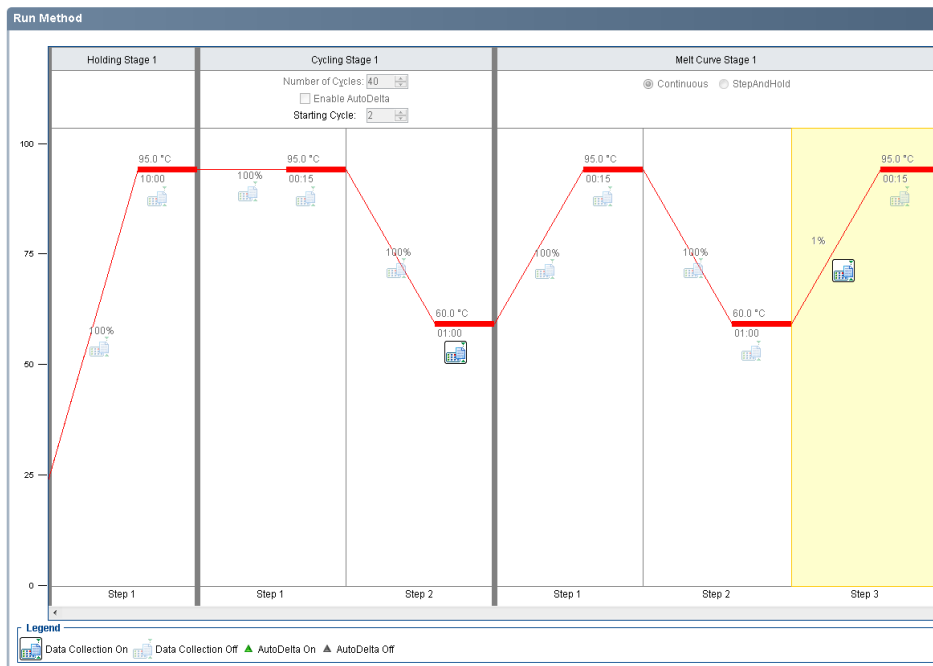 Run Method
Holding Stage 1
Cycling Stage 1
Melt Curve Stage 1
Number of Cycles: 40
Enable AutoDelta
Starting Cycle: 2
Continuous StepAndHold
100
95.0 °C
10:00
100%
95.0 °C
00:15
100%
100%
60.0 °C
01:00
95.0 °C
00:15
100%
100%
60.0 °C
01:00
95.0 °C
00:15
1%
75
50
25
0
Step 1
Step 1
Step 2
Step 1
Step 2
Step 3
Legend
Data Collection On Data Collection Off AutoDelta On AutoDelta Off